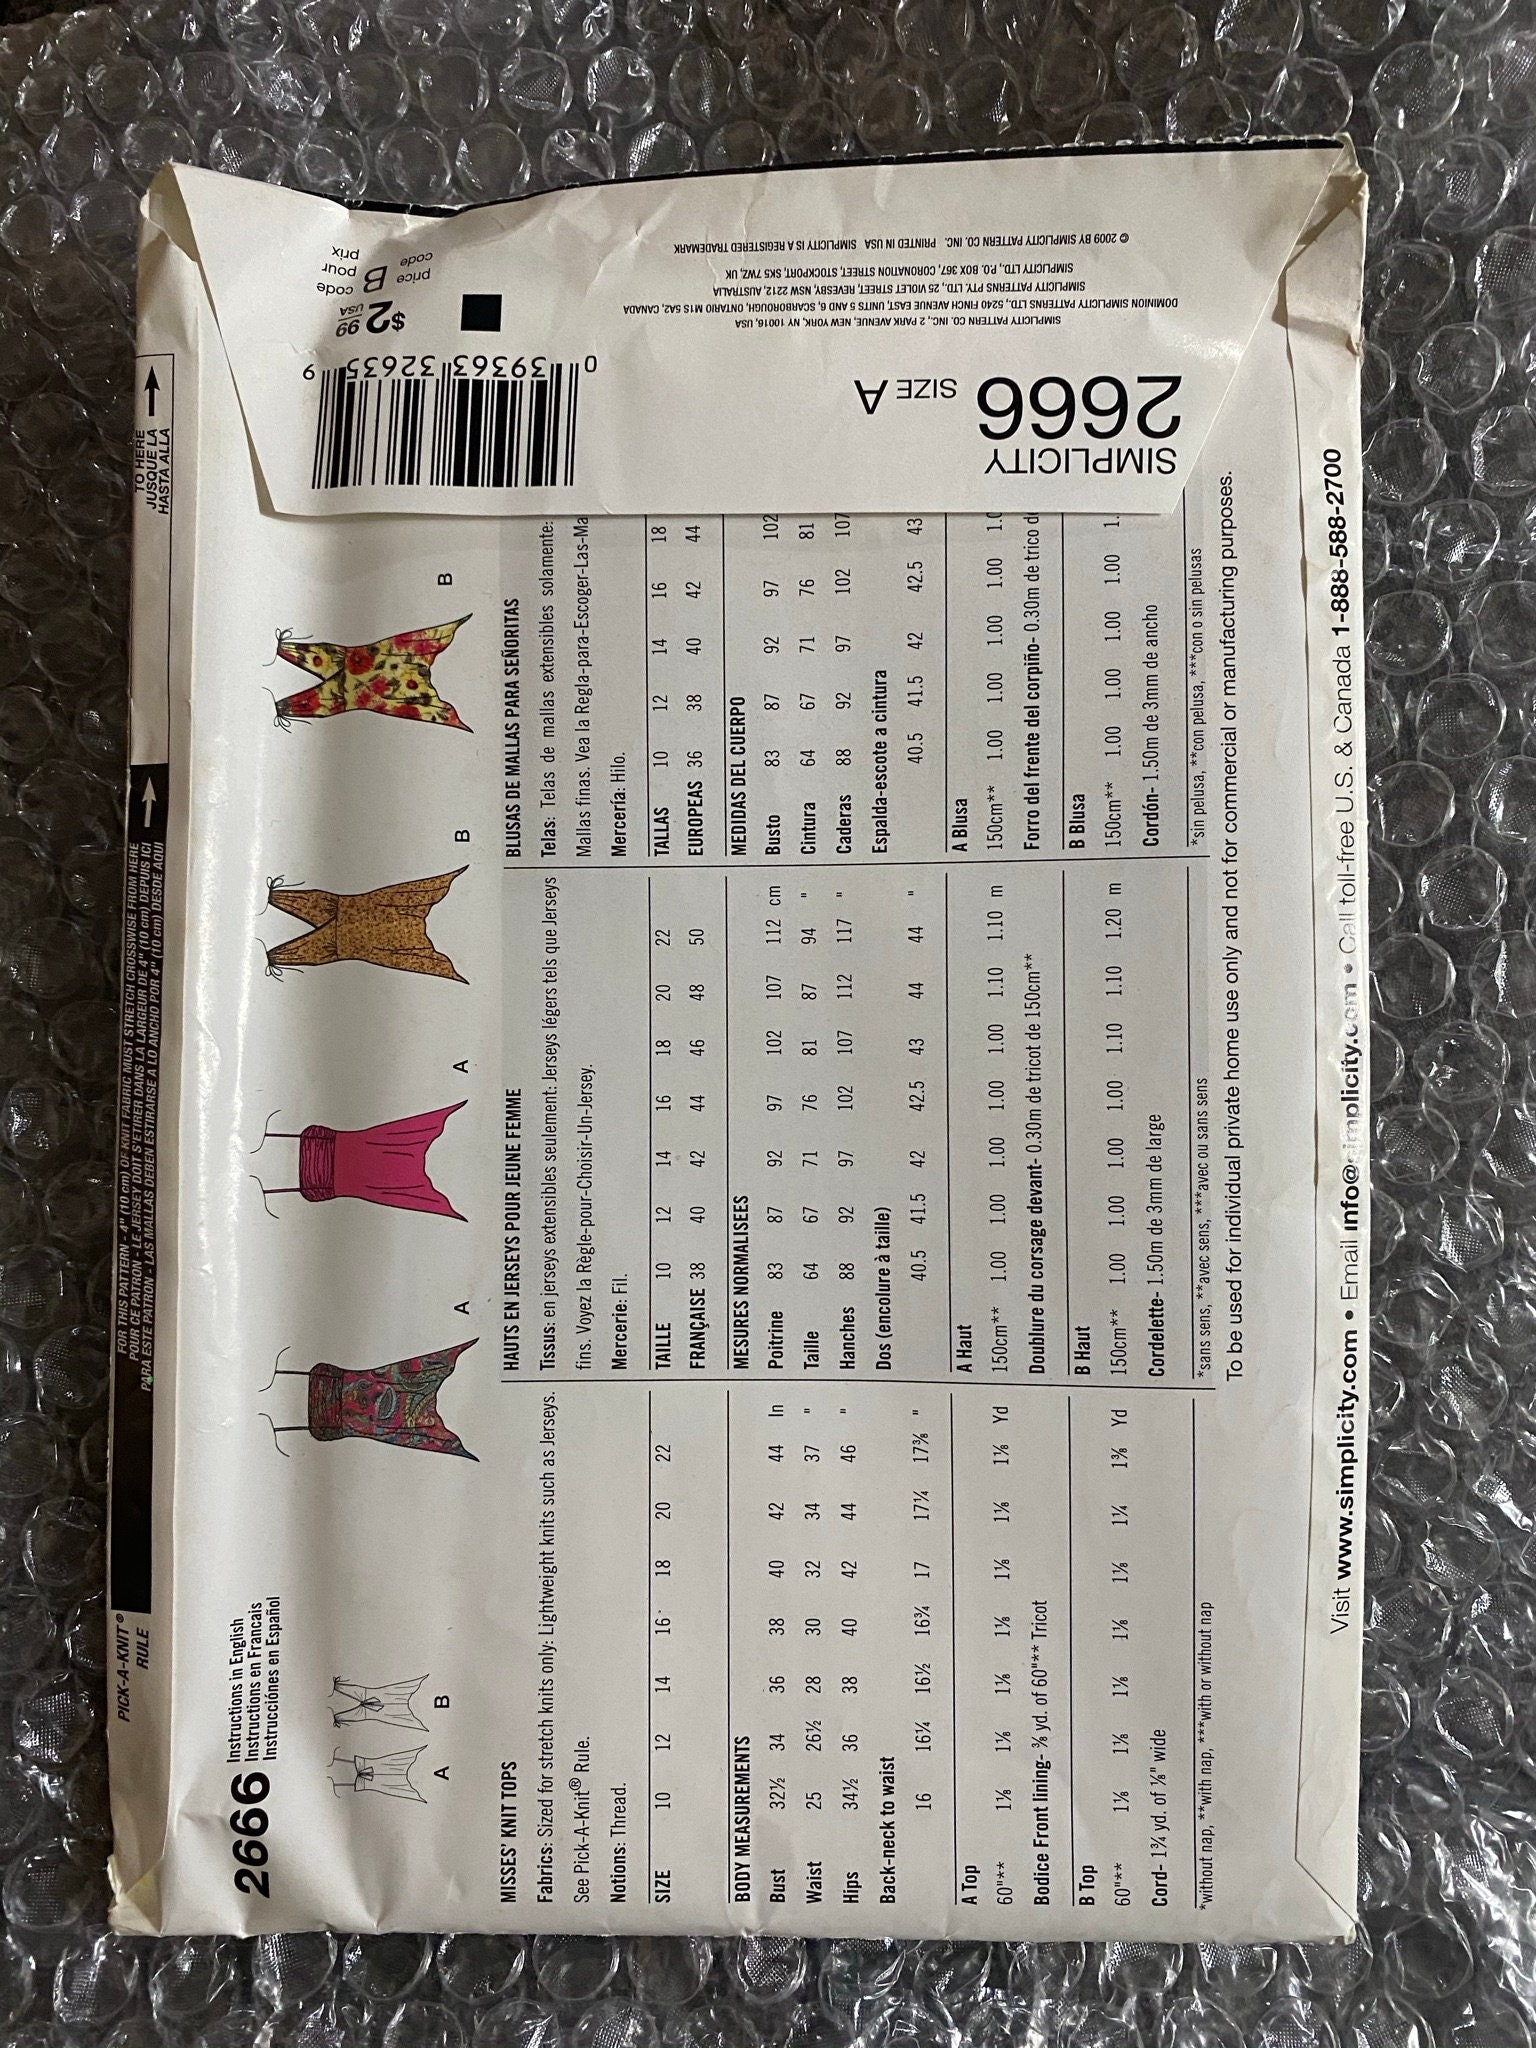 PICK-A-KNIT® RULE
FOR THIS PATTERN - 4" (10 cm) OF KNIT FABRIC MUST STRETCH CROSSWISE FROM HERE
POUR CE PATRON - LE JERSEY DOIT S'ETIRER DANS LA LARGEUR DE 4" (10 cm) DEPUIS ICI
PARA ESTE PATRON - LAS MALLAS DEBEN ESTIRARSE A LO ANCHO POR 4" (10 cm) DESDE AQUI
TO HERE
JUSQUE LA
HASTA ALLA
2666
Instructions in English
Instructions en Francais
Instrucciónes en Español
A B A A B B
MISSES' KNIT TOPS
Fabrics: Sized for stretch knits only: Lightweight knits such as Jerseys.
See Pick-A-Knit® Rule.
Notions: Thread.
SIZE 10 12 14 16 18 20 22
BODY MEASUREMENTS
Bust 32½ 34 36 38 40 42 44 In
Waist 25 26½ 28 30 32 34 37 "
Hips 34½ 36 38 40 42 44 46 "
Back-neck to waist
16 16¼ 16½ 16¾ 17 17¼ 17⅜ "
A Top
60"** 1⅛ 1⅛ 1⅛ 1⅛ 1⅛ 1⅛ 1⅛ Yd
Bodice Front lining- ⅜ yd. of 60"** Tricot
B Top
60"** 1⅛ 1⅛ 1⅛ 1⅛ 1⅛ 1¼ 1⅜ Yd
Cord- 1¾ yd. of ⅛" wide
*without nap, **with nap, ***with or without nap
HAUTS EN JERSEYS POUR JEUNE FEMME
Tissus: en jerseys extensibles seulement: Jerseys légers tels que Jerseys
fins. Voyez la Règle-pour-Choisir-Un-Jersey.
Mercerie: Fil.
TAILLE 10 12 14 16 18 20 22
FRANÇAISE 38 40 42 44 46 48 50
MESURES NORMALISEES
Poitrine 83 87 92 97 102 107 112 cm
Taille 64 67 71 76 81 87 94 "
Hanches 88 92 97 102 107 112 117 "
Dos (encolure à taille)
40.5 41.5 42 42.5 43 44 44 "
A Haut
150cm** 1.00 1.00 1.00 1.00 1.00 1.10 1.10 m
Doublure du corsage devant- 0.30m de tricot de 150cm**
B Haut
150cm** 1.00 1.00 1.00 1.00 1.10 1.10 1.20 m
Cordelette- 1.50m de 3mm de large
*sans sens, **avec sens, ***avec ou sans sens
BLUSAS DE MALLAS PARA SEÑORITAS
Telas: Telas de mallas extensibles solamente:
Mallas finas. Vea la Regla-para-Escoger-Las-Ma
Mercería: Hilo.
TALLAS 10 12 14 16 18
EUROPEAS 36 38 40 42 44
MEDIDAS DEL CUERPO
Busto 83 87 92 97 102
Cintura 64 67 71 76 81
Caderas 88 92 97 102 107
Espalda-escote a cintura
40.5 41.5 42 42.5 43
A Blusa
150cm** 1.00 1.00 1.00 1.00 1.0
Forro del frente del corpiño- 0.30m de trico de
B Blusa
150cm** 1.00 1.00 1.00 1.00 1.
Cordón- 1.50m de 3mm de ancho
*sin pelusa, **con pelusa, ***con o sin pelusas
To be used for individual private home use only and not for commercial or manufacturing purposes.
Visit www.simplicity.com • Email info@simplicity.com • Call toll-free U.S. & Canada 1-888-588-2700
SIMPLICITY
2666 SIZE A
SIMPLICITY PATTERN CO. INC., 2 PARK AVENUE, NEW YORK, NY 10016, USA
DOMINION SIMPLICITY PATTERNS LTD., 5240 FINCH AVENUE EAST, UNITS 5 AND 6, SCARBOROUGH, ONTARIO M1S 5A2, CANADA
SIMPLICITY PATTERNS PTY. LTD., 25 VIOLET STREET, REVESBY, NSW 2212, AUSTRALIA
SIMPLICITY LTD., P.O. BOX 367, CORONATION STREET, STOCKPORT, SK5 7WZ, UK
© 2009 BY SIMPLICITY PATTERN CO. INC. PRINTED IN USA SIMPLICITY IS A REGISTERED TRADEMARK
0 39363 32635 9
$2.99 USA
price code B code pour prix